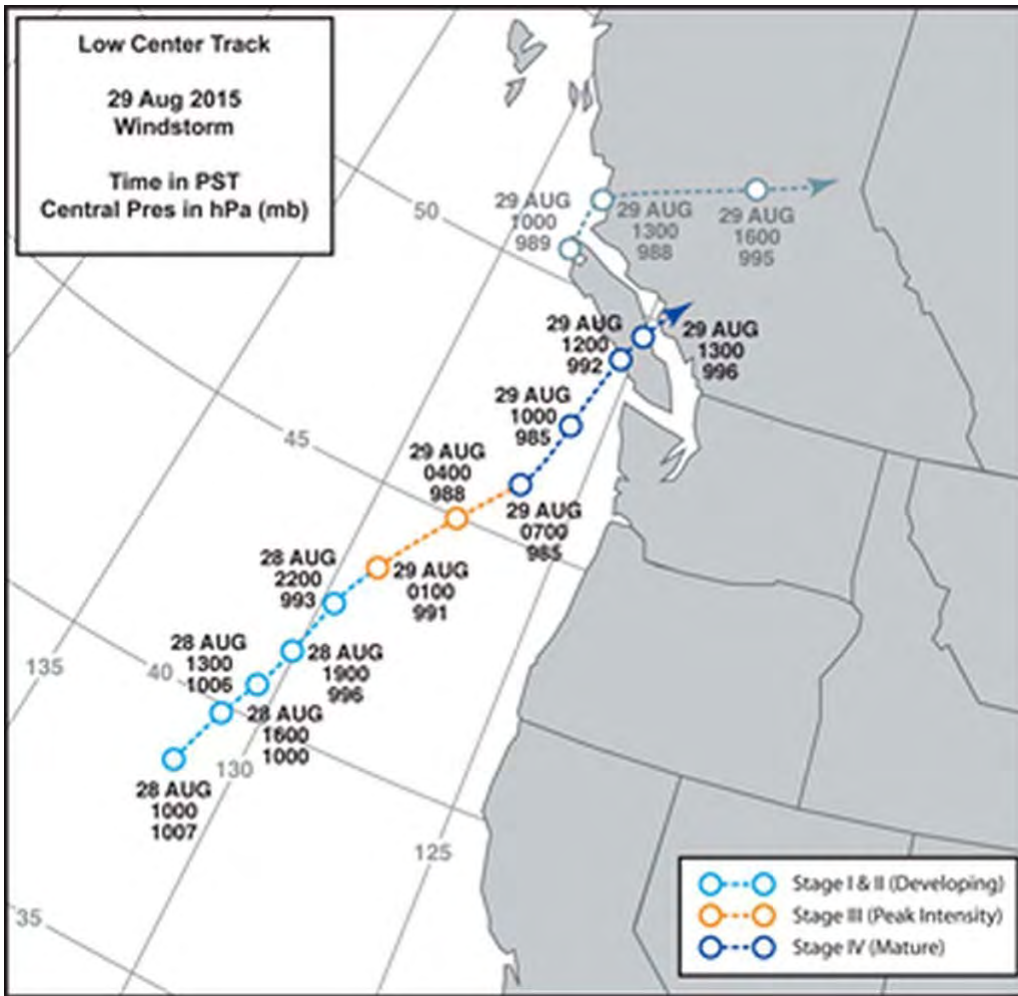 Low Center Track
29 Aug 2015
Windstorm
Time in PST
Central Pres in hPa (mb)
50
29 AUG
1000
989
29 AUG
1300
988
29 AUG
1600
995
29 AUG
1200
992
29 AUG
1300
996
29 AUG
1000
985
45
29 AUG
0400
988
29 AUG
0700
985
28 AUG
2200
993
29 AUG
0100
991
28 AUG
1300
1006
28 AUG
1900
996
135
40
28 AUG
1600
1000
130
28 AUG
1000
1007
125
35
Stage I & II (Developing)
Stage III (Peak Intensity)
Stage IV (Mature)